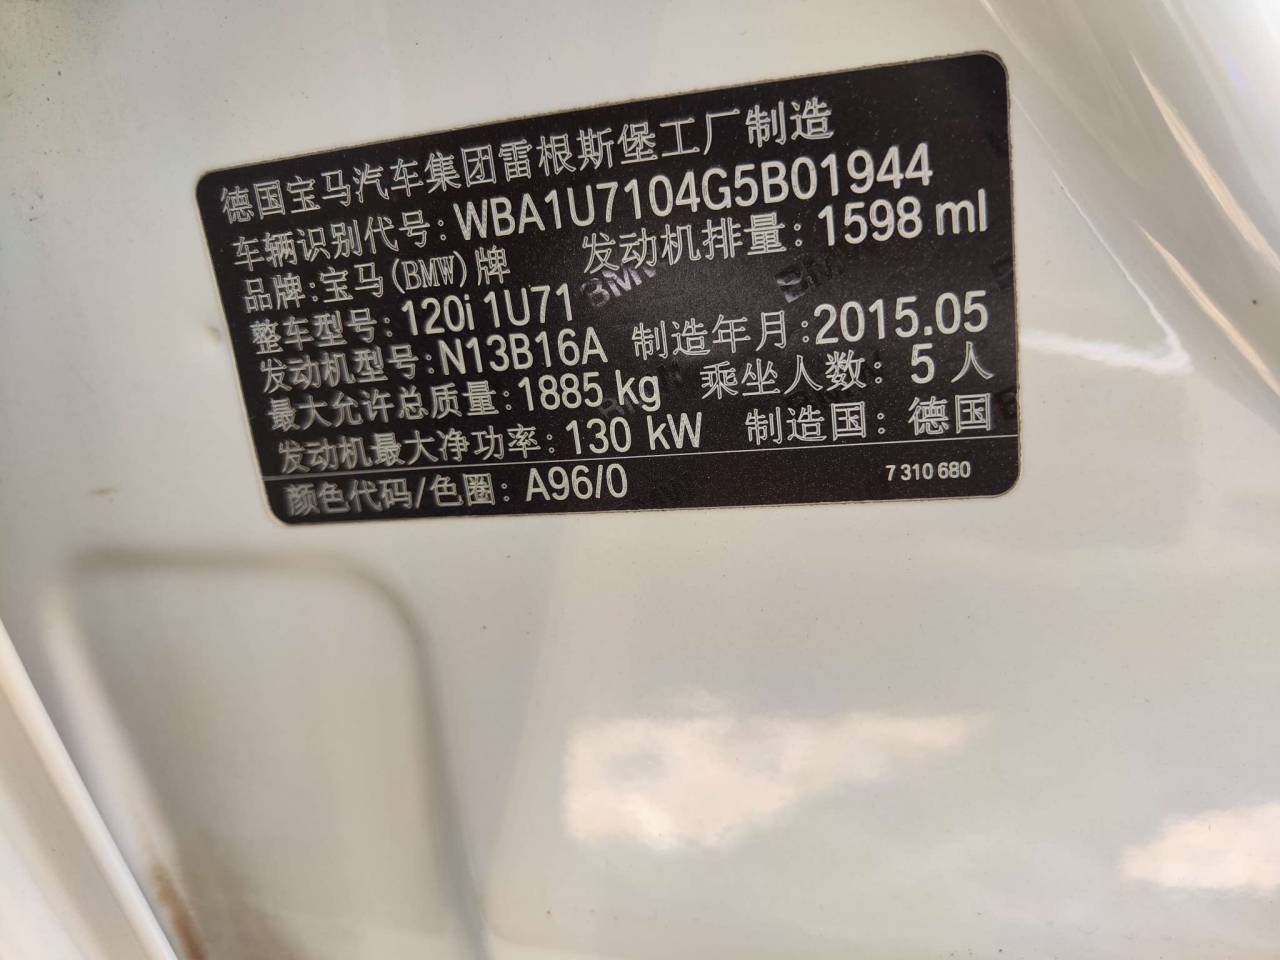 德国宝马汽车集团雷根斯堡工厂制造
车辆识别代号: WBA1U7104G5B01944
品牌: 宝马(BMW)牌 发动机排量: 1598 ml
整车型号: 120i 1U71
发动机型号: N13B16A 制造年月: 2015.05
最大允许总质量: 1885 kg 乘坐人数: 5 人
发动机最大净功率: 130 kW 制造国: 德国
颜色代码/色圈: A96/0 7 310 680